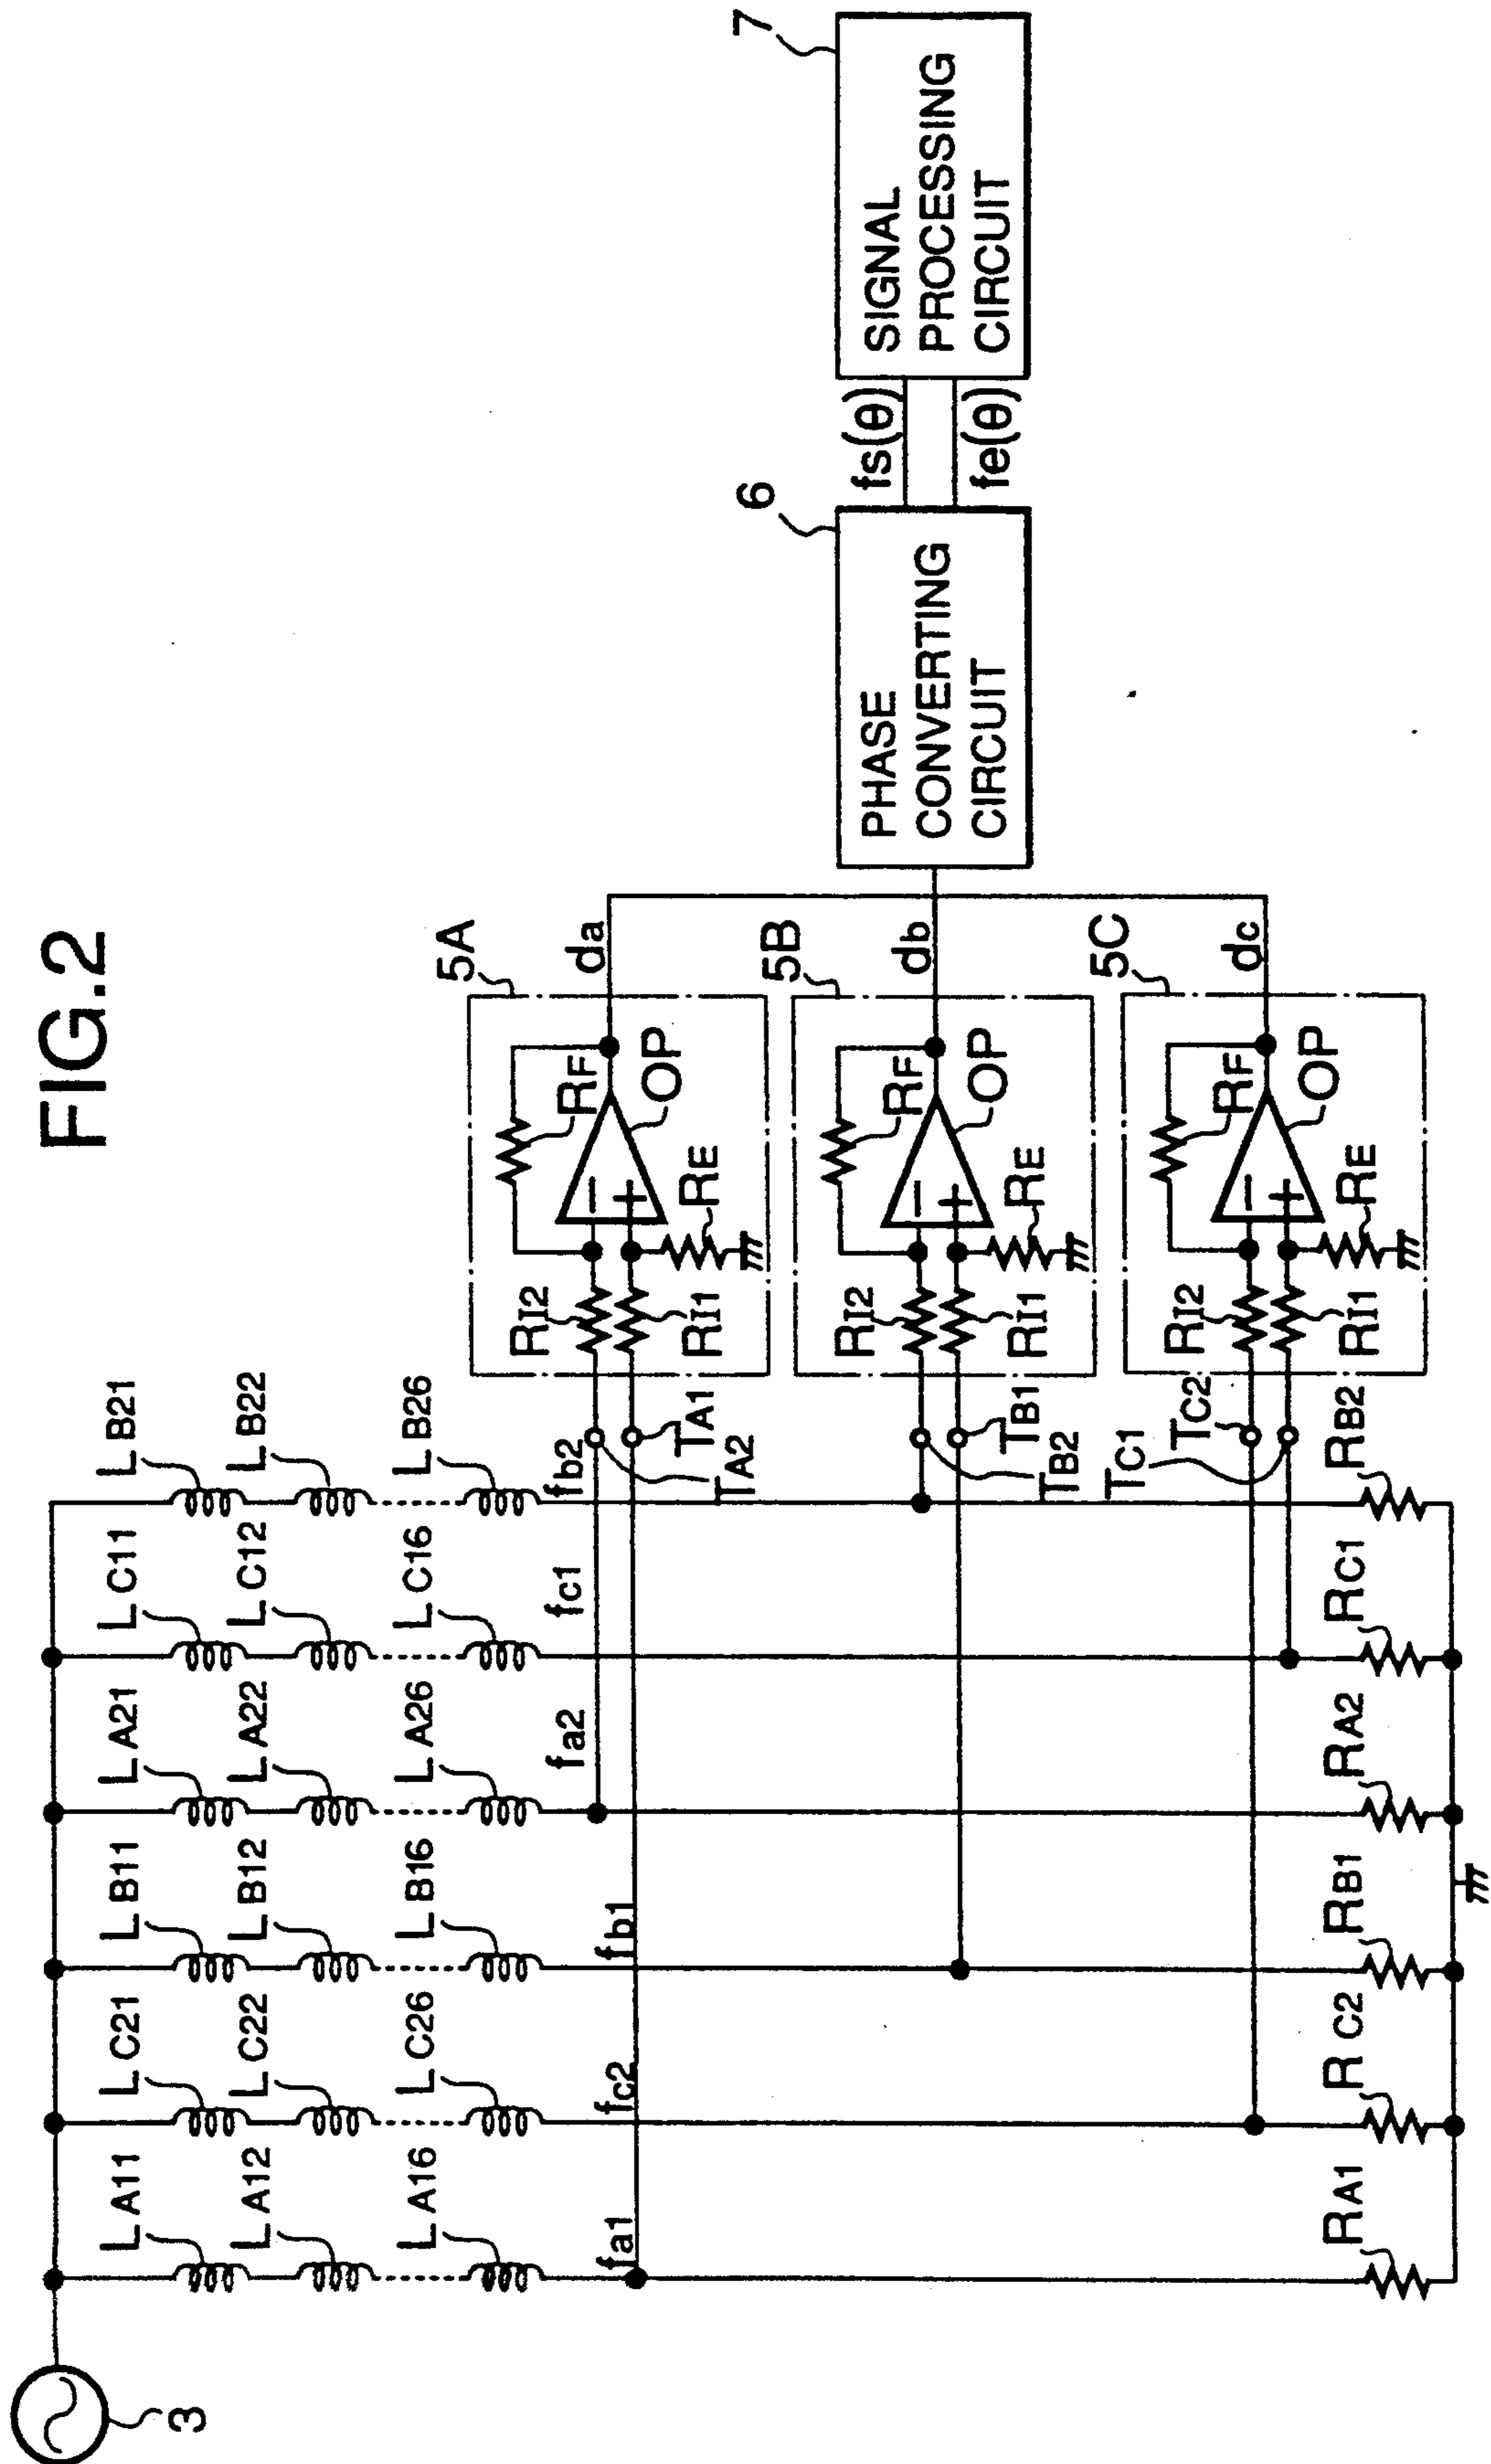 FIG.2
3
LA11
LA12
LA16
fa1
RA1
LC21
LC22
LC26
fc2
RC2
LB11
LB12
LB16
fb1
RB1
LA21
LA22
LA26
fa2
RA2
LC11
LC12
LC16
fc1
RC1
LB21
LB22
LB26
fb2
RB2
TA1
TA2
TB1
TB2
TC2
TC1
5A
RI2
RI1
RF
RE
OP
−
+
da
5B
RI2
RI1
RF
RE
OP
−
+
db
5C
RI2
RI1
RF
RE
OP
−
+
dc
6
PHASE
CONVERTING
CIRCUIT
fs(θ)
fe(θ)
7
SIGNAL
PROCESSING
CIRCUIT